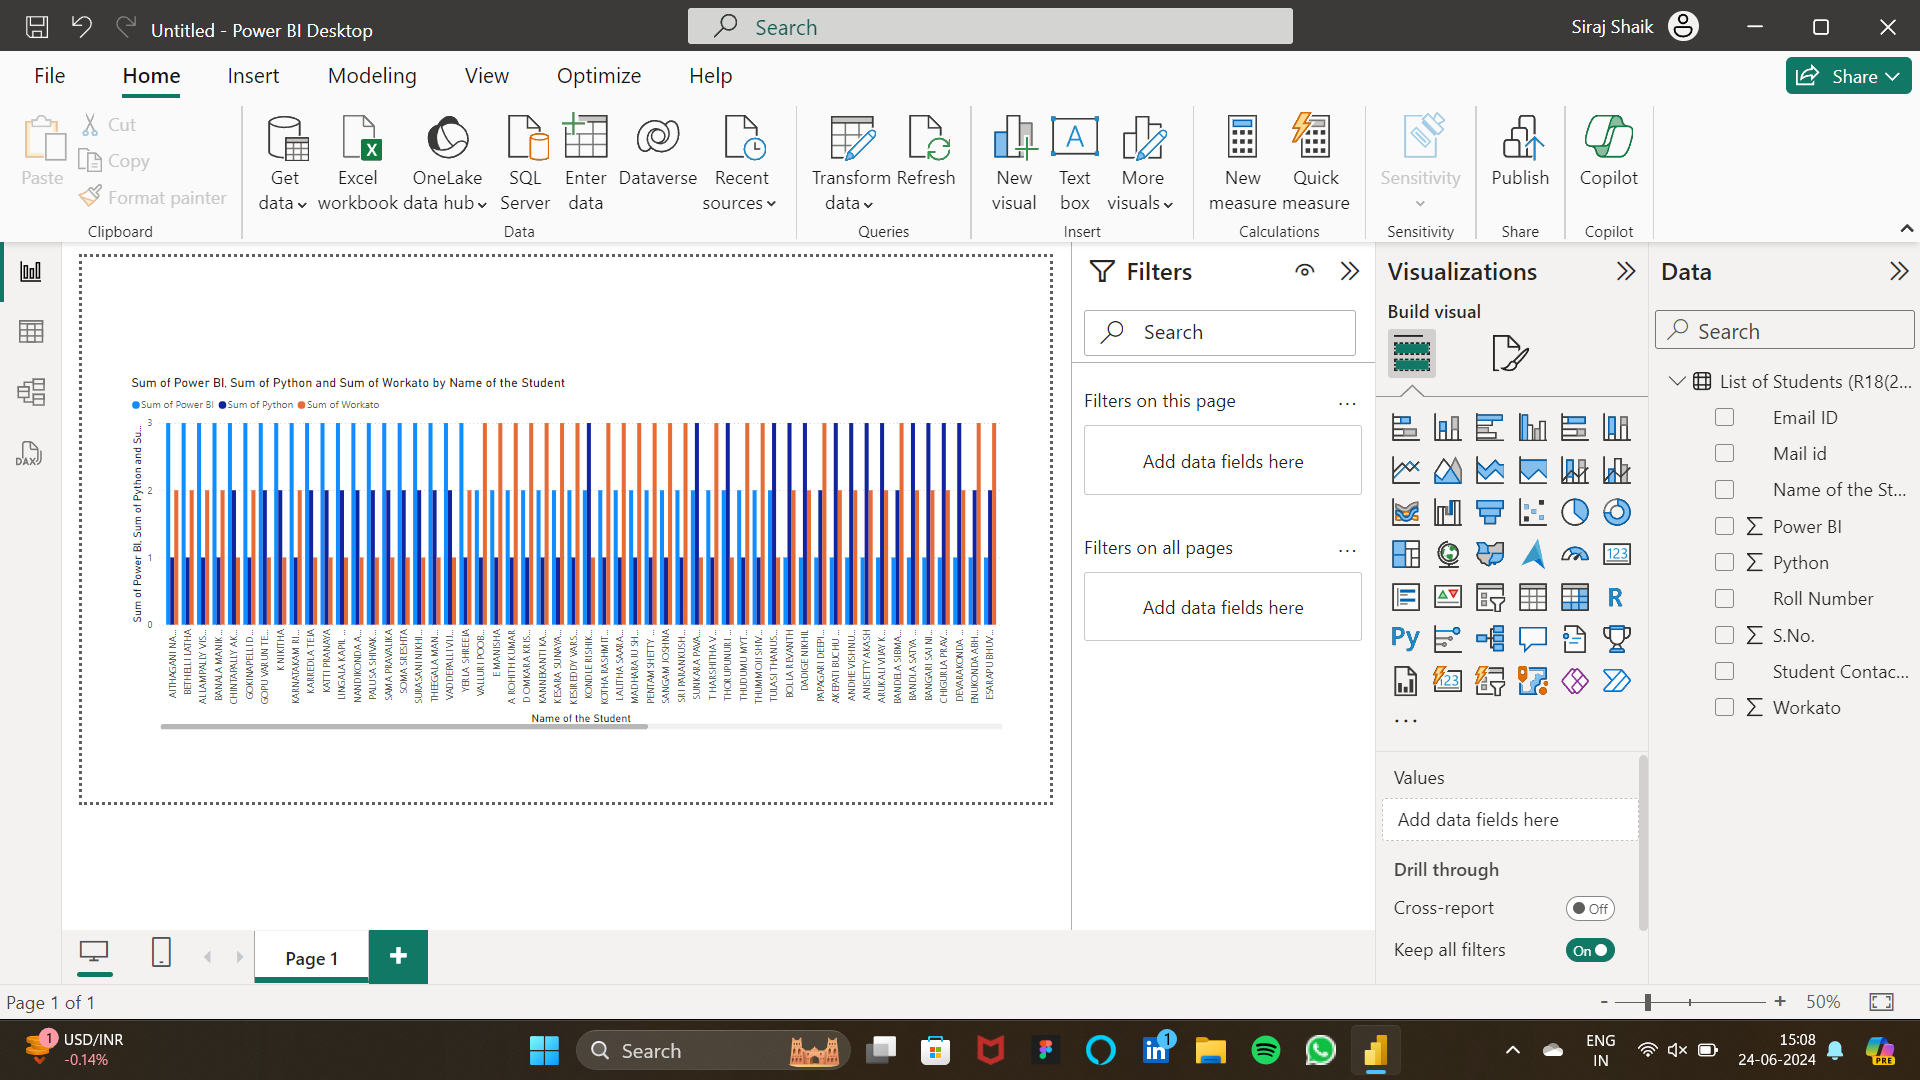 Untitled - Power BI Desktop
Search
Siraj Shaik
File
Home
Insert
Modeling
View
Optimize
Help
Share
Paste
Cut
Copy
Format painter
Clipboard
Get data
Excel workbook
OneLake data hub
SQL Server
Enter data
Dataverse
Recent sources
Data
Transform data
Refresh
Queries
New visual
Text box
More visuals
Insert
New measure
Quick measure
Calculations
Sensitivity
Sensitivity
Publish
Share
Copilot
Copilot
Sum of Power BI, Sum of Python and Sum of Workato by Name of the Student
Sum of Power BI
Sum of Python
Sum of Workato
Sum of Power BI, Sum of Python and Su...
3
2
1
0
AITHAGANI NA...
BETHELLI LATHA
ALLAMPALLY VIS...
BANALA MANIK...
CHINTAPALLY AK...
GOKINAPELLI D...
GOPU VARUN TE...
K NIKITHA
KARNATAKAM RI...
KARREDLA TEJA
KATTI PRANAYA
LINGALA KAPIL ...
NANDIKONDA A...
PALUSA SHIVAK...
SAMA PRAVALIKA
SOMA SRESHTA
SURASANI NIKHI...
THEEGALA MAN...
VADDEPALLI VIJ...
YERLA SHREEJA
VALLURI POOR...
E MANISHA
A ROHITH KUMAR
D OMKARA KRIS...
KANNEKANTI KA...
KESARA SUNAYA...
KESIREDDY VARS...
KONDLE RISHIK...
KOTHA RASHMIT...
LALITHA SAARA...
MADHARAJU SH...
PENTAM SHETTY ...
SANGAM JOSHNA
SRI PARANKUSH...
SUNKARA PAVA...
T HARSHITHA V...
THORUPUNURI ...
THUDUMU MYT...
THUMMOJI SHIV...
TULASI THANUS...
BOLLA REVANTH
DADIGE NIKHIL
PAPAGARI DEEPI...
AKEPATI BUCHU ...
ANDHE VISHNU...
ANISETTY AKASH
ARUKALI VIJAY K...
BANDELA SIBMA...
BANDLA SATYA ...
BANGARI SAI NI...
CHIGURLA PRAV...
DEVARAKONDA ...
ENUKONDA ABH...
ESARAPU BHUV...
Name of the Student
Filters
Search
Filters on this page
...
Add data fields here
Filters on all pages
...
Add data fields here
Visualizations
Build visual
123
R
Py
123
...
Values
Add data fields here
Drill through
Cross-report
Off
Keep all filters
On
Data
Search
List of Students (R18(2...
Email ID
Mail id
Name of the St...
Power BI
Python
Roll Number
S.No.
Student Contac...
Workato
DAX
Page 1
+
Page 1 of 1
- + 50%
1
USD/INR
-0.14%
Search
in
1
ENG
IN
15:08
24-06-2024
PRE